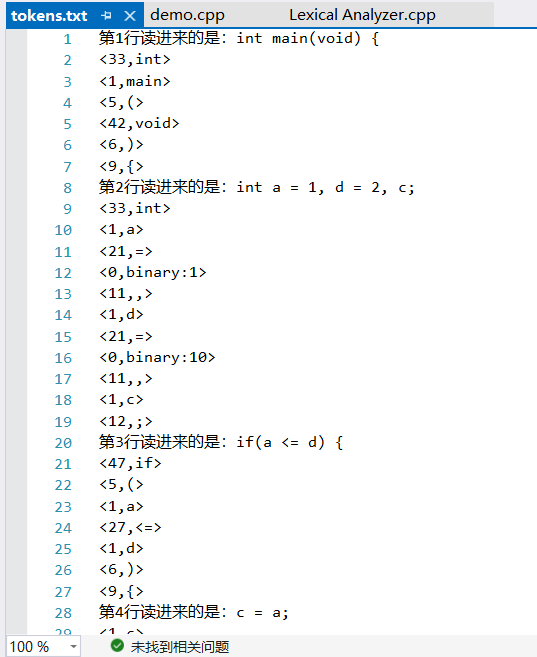 tokens.txt demo.cpp Lexical Analyzer.cpp
1 第1行读进来的是：int main(void) {
2 <33,int>
3 <1,main>
4 <5,(>
5 <42,void>
6 <6,)>
7 <9,{>
8 第2行读进来的是：int a = 1, d = 2, c;
9 <33,int>
10 <1,a>
11 <21,=>
12 <0,binary:1>
13 <11,,>
14 <1,d>
15 <21,=>
16 <0,binary:10>
17 <11,,>
18 <1,c>
19 <12,;>
20 第3行读进来的是：if(a <= d) {
21 <47,if>
22 <5,(>
23 <1,a>
24 <27,<=>
25 <1,d>
26 <6,)>
27 <9,{>
28 第4行读进来的是：c = a;
29 <1,c>
100 % 未找到相关问题